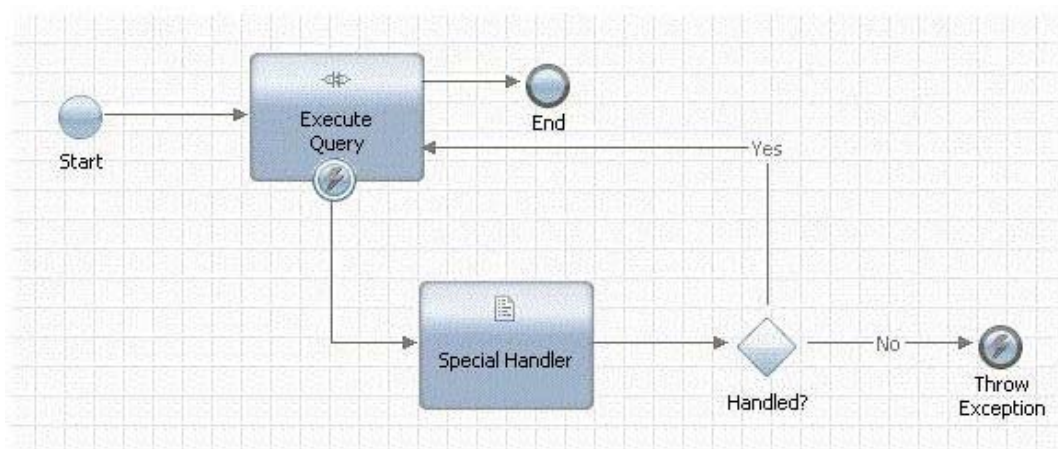 Start
Execute
Query
End
Yes
Special Handler
Handled?
No
Throw
Exception